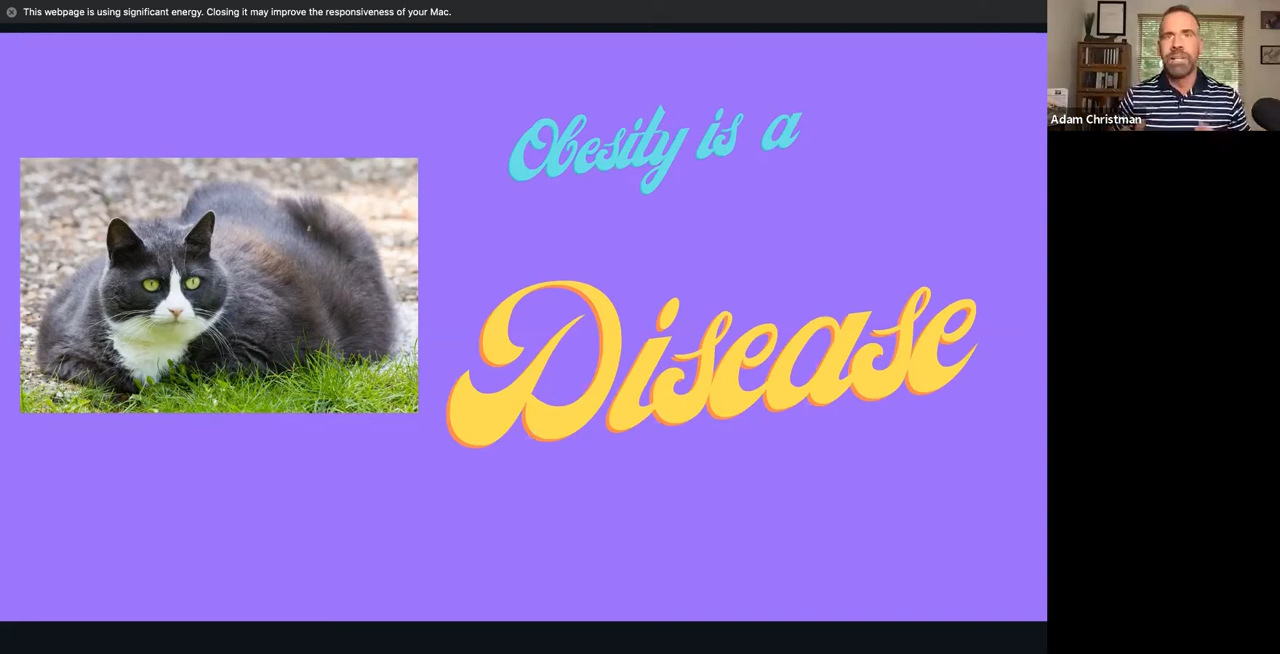 This webpage is using significant energy. Closing it may improve the responsiveness of your Mac.
Adam Christman
Obesity is a
Disease